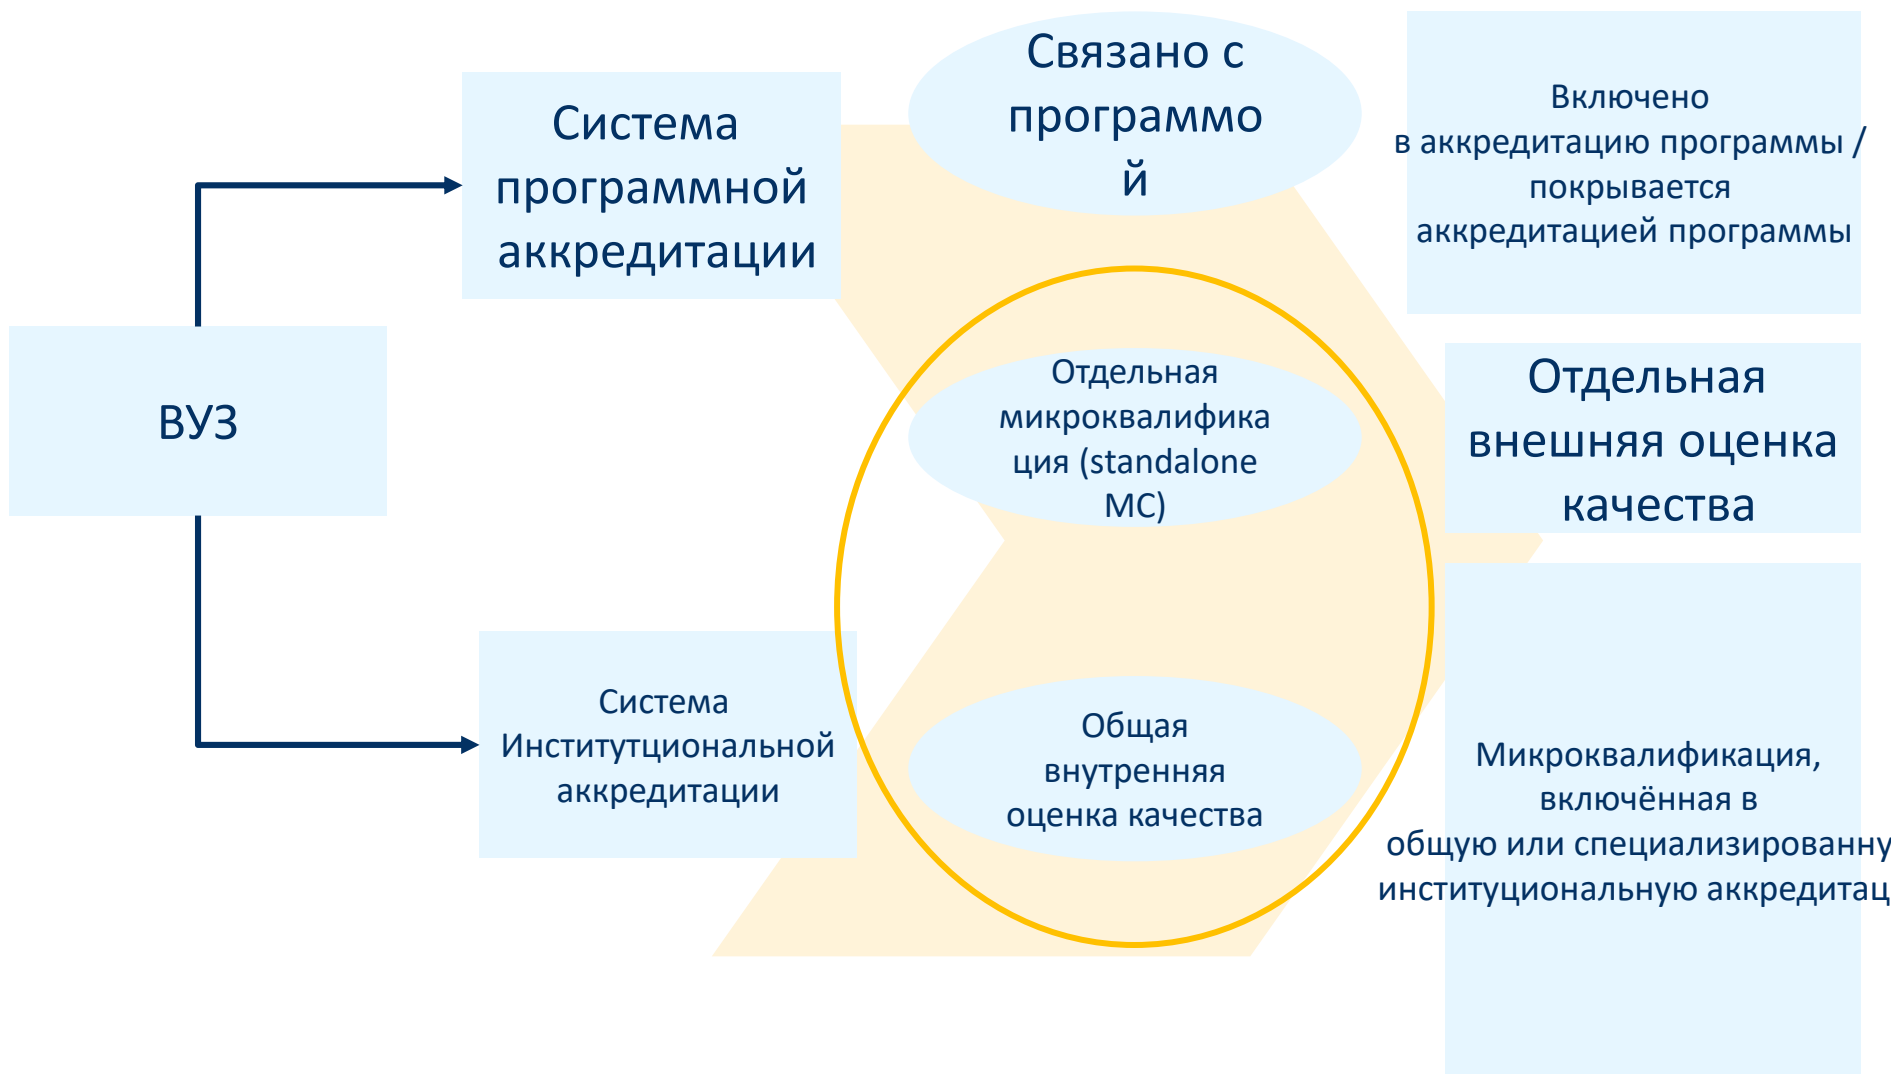 ВУЗ
Система
программной
аккредитации
Система
Институтциональной
аккредитации
Связано с
программо
й
Отдельная
микроквалифика
ция (standalone
MC)
Общая
внутренняя
оценка качества
Включено
в аккредитацию программы /
покрывается
аккредитацией программы
Отдельная
внешняя оценка
качества
Микроквалификация,
включённая в
общую или специализированну
институциональную аккредитац